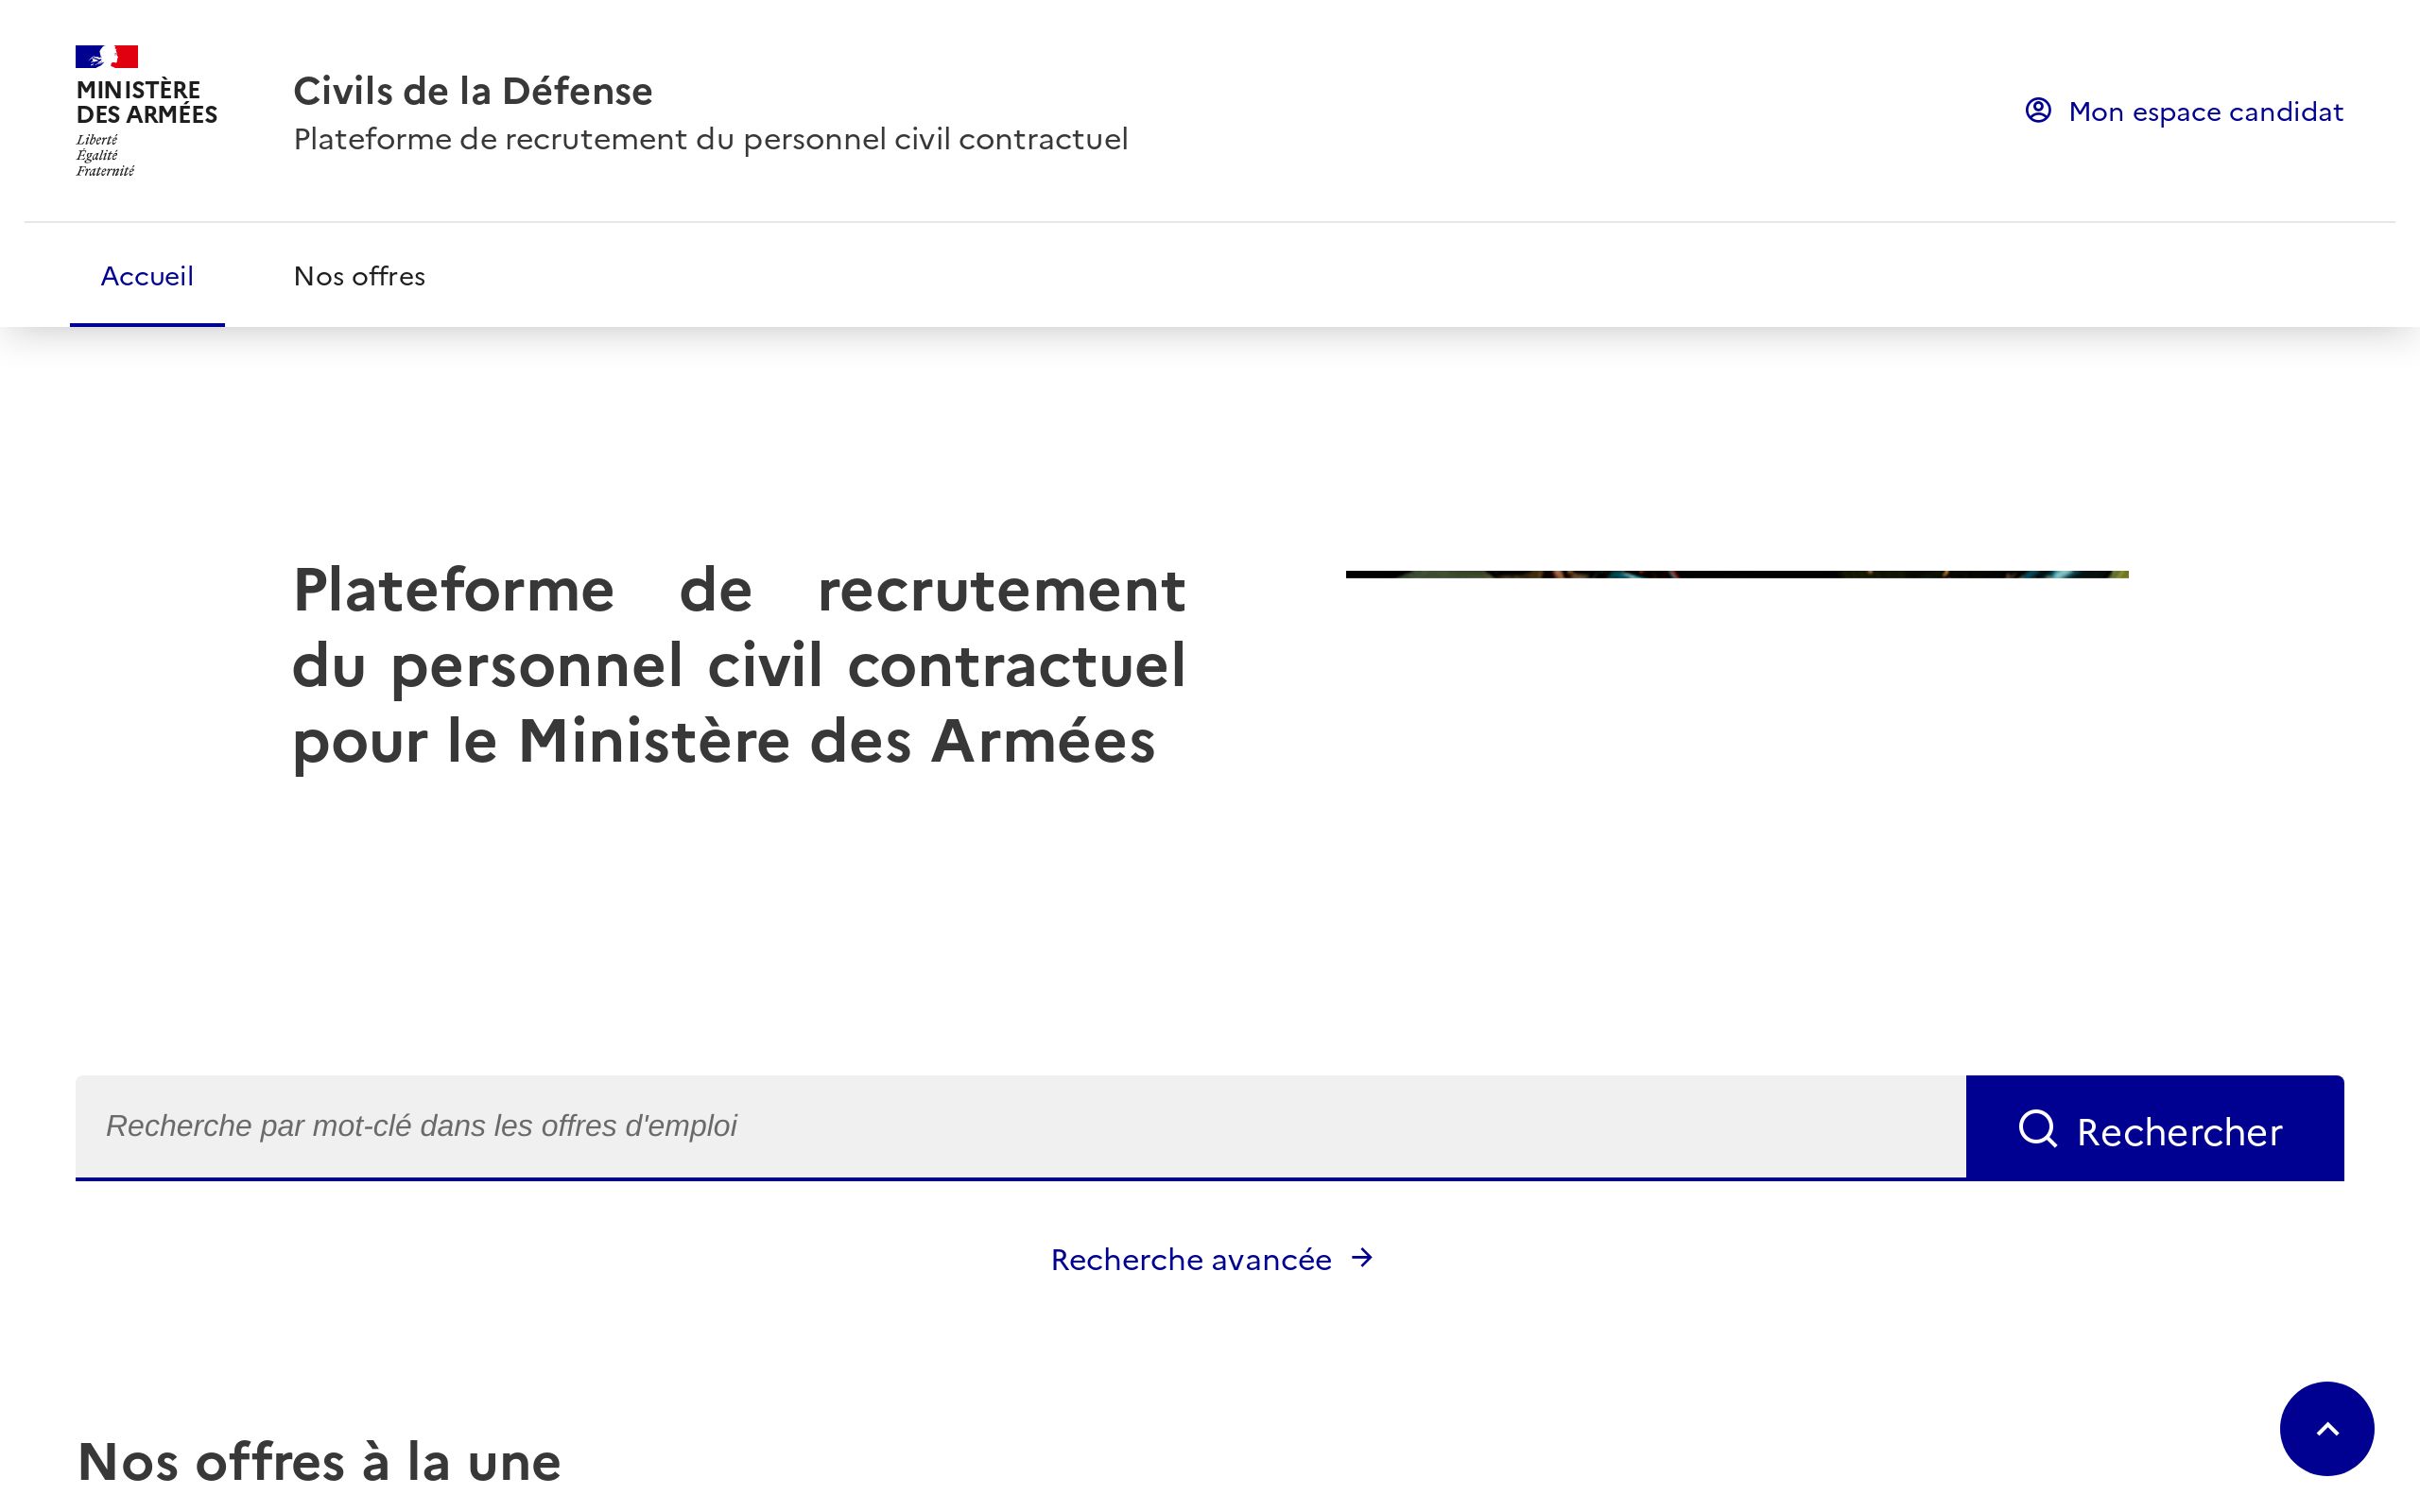 MINISTÈRE
DES ARMÉES
Liberté
Égalité
Fraternité
Civils de la Défense
Plateforme de recrutement du personnel civil contractuel
Mon espace candidat
Accueil
Nos offres
Plateforme de recrutement
du personnel civil contractuel
pour le Ministère des Armées
Recherche par mot-clé dans les offres d'emploi
Rechercher
Recherche avancée
Nos offres à la une